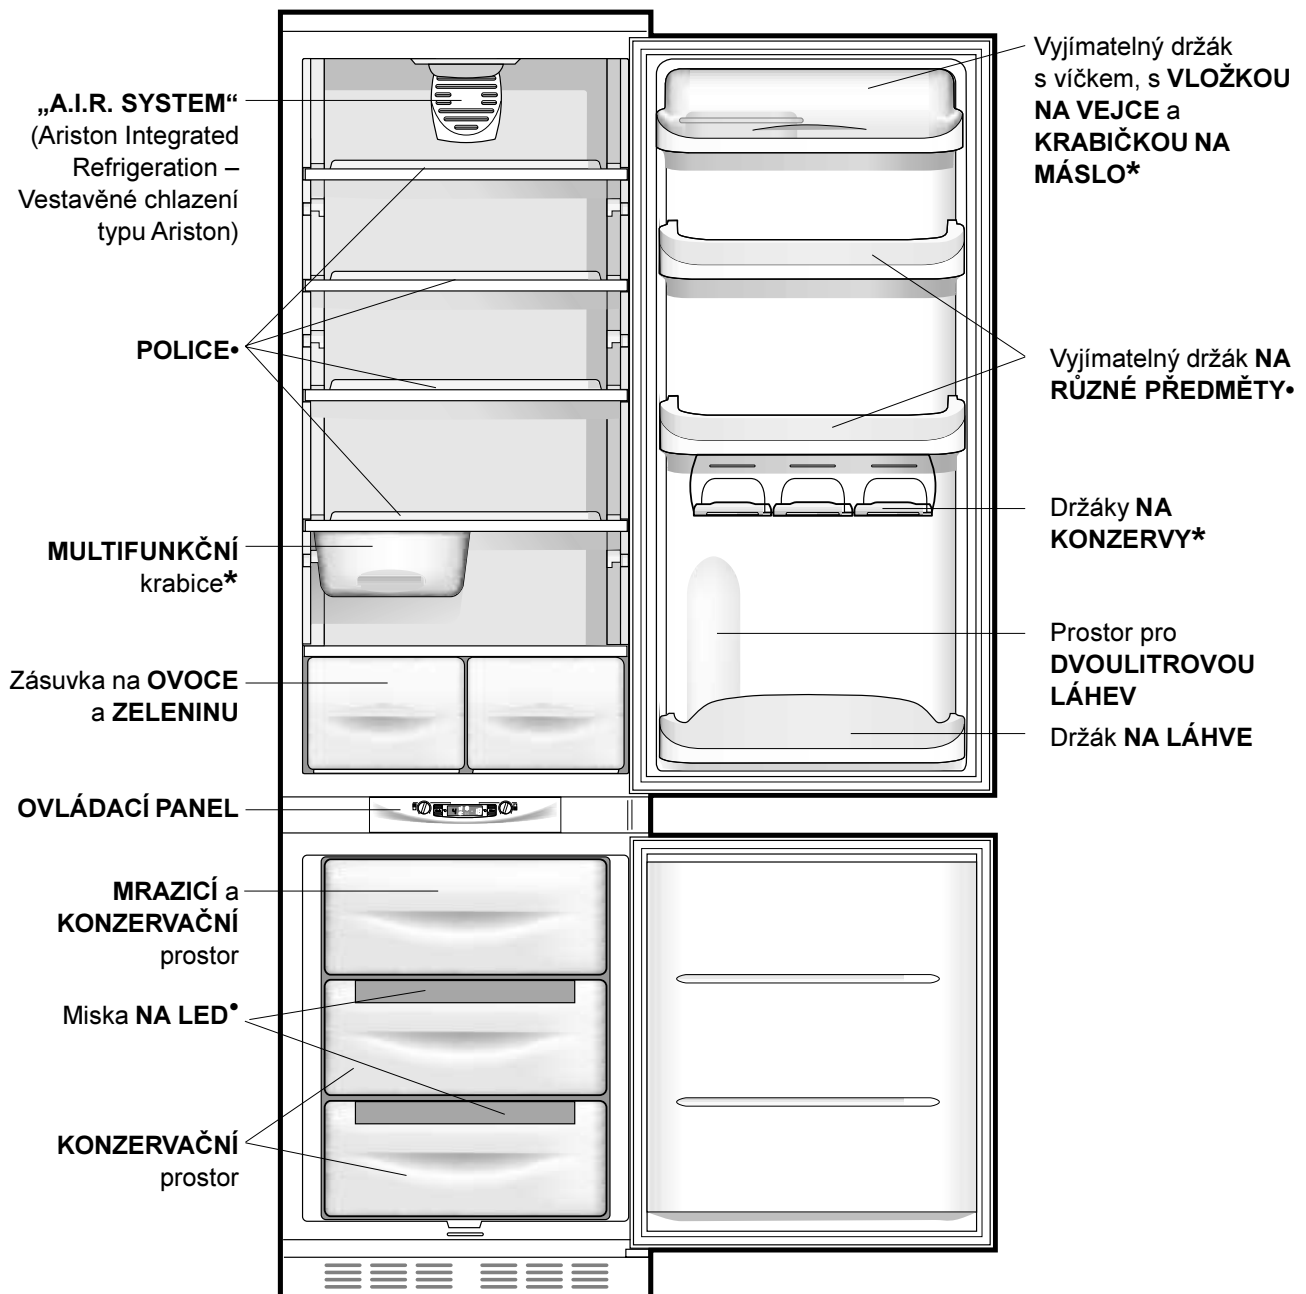 „A.I.R. SYSTEM“
(Ariston Integrated
Refrigeration –
Vestavěné chlazení
typu Ariston)
POLICE•
MULTIFUNKČNÍ
krabice*
Zásuvka na OVOCE
a ZELENINU
OVLÁDACÍ PANEL
MRAZICÍ a
KONZERVAČNÍ
prostor
Miska NA LED•
KONZERVAČNÍ
prostor
Vyjímatelný držák
s víčkem, s VLOŽKOU
NA VEJCE a
KRABIČKOU NA
MÁSLO*
Vyjímatelný držák NA
RŮZNÉ PŘEDMĚTY•
Držáky NA
KONZERVY*
Prostor pro
DVOULITROVOU
LÁHEV
Držák NA LÁHVE